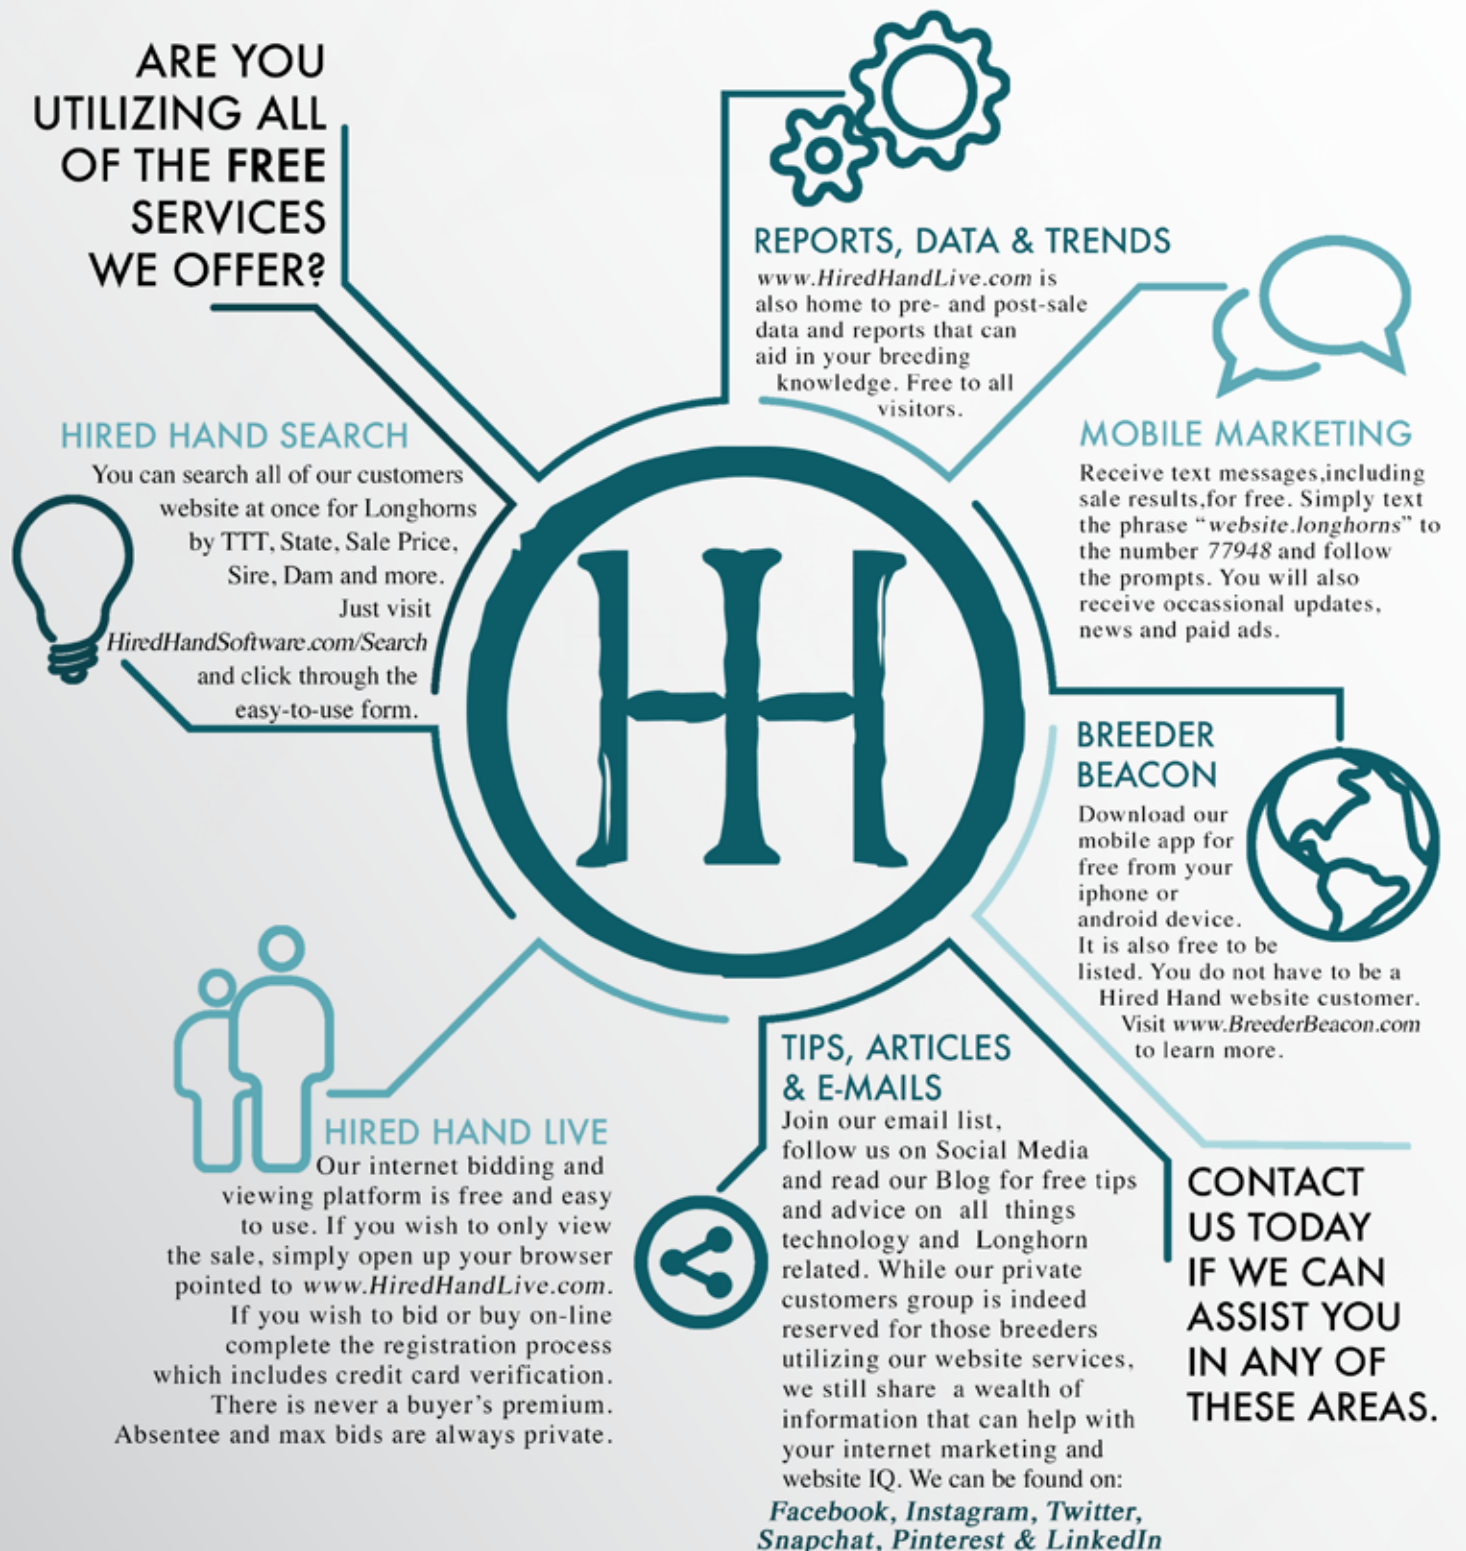 ARE YOU
UTILIZING ALL
OF THE FREE
SERVICES
WE OFFER?
REPORTS, DATA & TRENDS
www.HiredHandLive.com is
also home to pre- and post-sale
data and reports that can
aid in your breeding
knowledge. Free to all
visitors.
HIRED HAND SEARCH
You can search all of our customers
website at once for Longhorns
by TTT, State, Sale Price,
Sire, Dam and more.
Just visit
HiredHandSoftware.com/Search
and click through the
easy-to-use form.
MOBILE MARKETING
Receive text messages,including
sale results,for free. Simply text
the phrase “website.longhorns” to
the number 77948 and follow
the prompts. You will also
receive occassional updates,
news and paid ads.
BREEDER
BEACON
Download our
mobile app for
free from your
iphone or
android device.
It is also free to be
listed. You do not have to be a
Hired Hand website customer.
Visit www.BreederBeacon.com
to learn more.
HIRED HAND LIVE
Our internet bidding and
viewing platform is free and easy
to use. If you wish to only view
the sale, simply open up your browser
pointed to www.HiredHandLive.com.
If you wish to bid or buy on-line
complete the registration process
which includes credit card verification.
There is never a buyer’s premium.
Absentee and max bids are always private.
TIPS, ARTICLES
& E-MAILS
Join our email list,
follow us on Social Media
and read our Blog for free tips
and advice on all things
technology and Longhorn
related. While our private
customers group is indeed
reserved for those breeders
utilizing our website services,
we still share a wealth of
information that can help with
your internet marketing and
website IQ. We can be found on:
Facebook, Instagram, Twitter,
Snapchat, Pinterest & LinkedIn
CONTACT
US TODAY
IF WE CAN
ASSIST YOU
IN ANY OF
THESE AREAS.